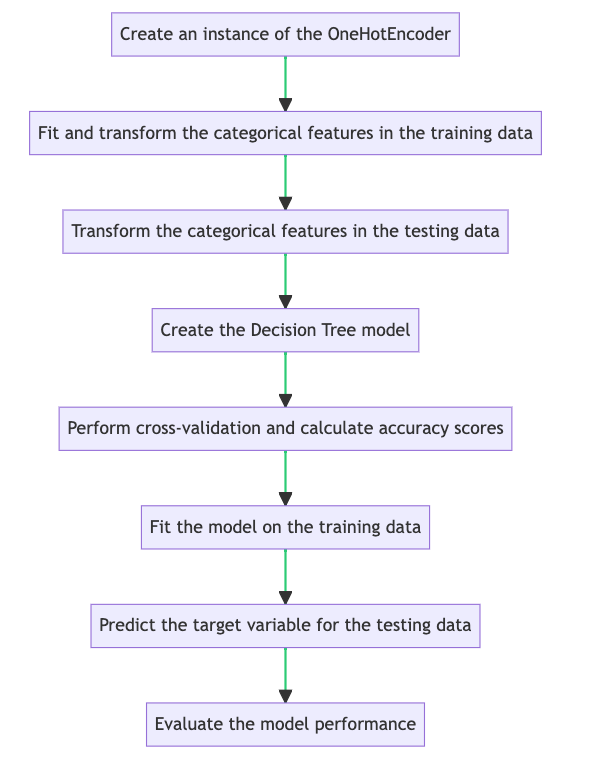 Create an instance of the OneHotEncoder
Fit and transform the categorical features in the training data
Transform the categorical features in the testing data
Create the Decision Tree model
Perform cross-validation and calculate accuracy scores
Fit the model on the training data
Predict the target variable for the testing data
Evaluate the model performance